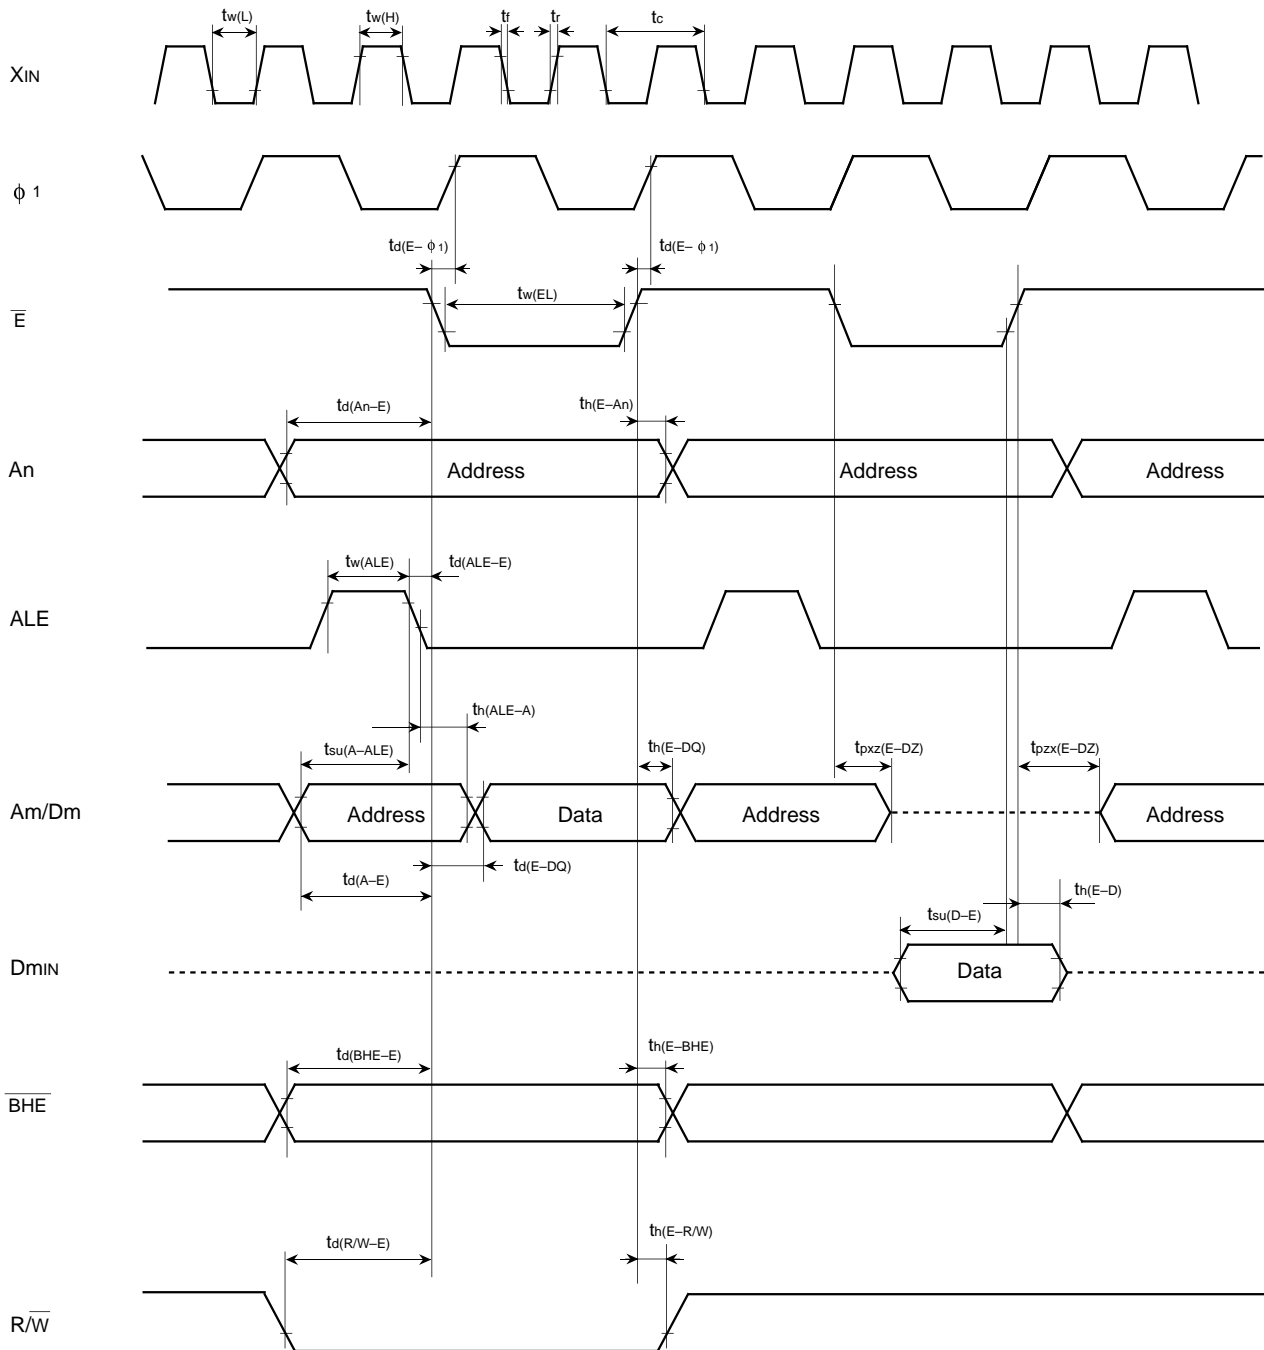 tw(L) tw(H) tf tr tc
XIN
ϕ 1
td(E– ϕ 1) td(E– ϕ 1)
tw(EL)
E
td(An–E) th(E–An)
An Address Address Address
tw(ALE) td(ALE–E)
ALE
th(ALE–A)
tsu(A–ALE) th(E–DQ) tpxz(E–DZ) tpzx(E–DZ)
Am/Dm Address Data Address Address
td(E–DQ)
td(A–E)
th(E–D)
tsu(D–E)
DmIN Data
td(BHE–E) th(E–BHE)
BHE
td(R/W–E) th(E–R/W)
R/W